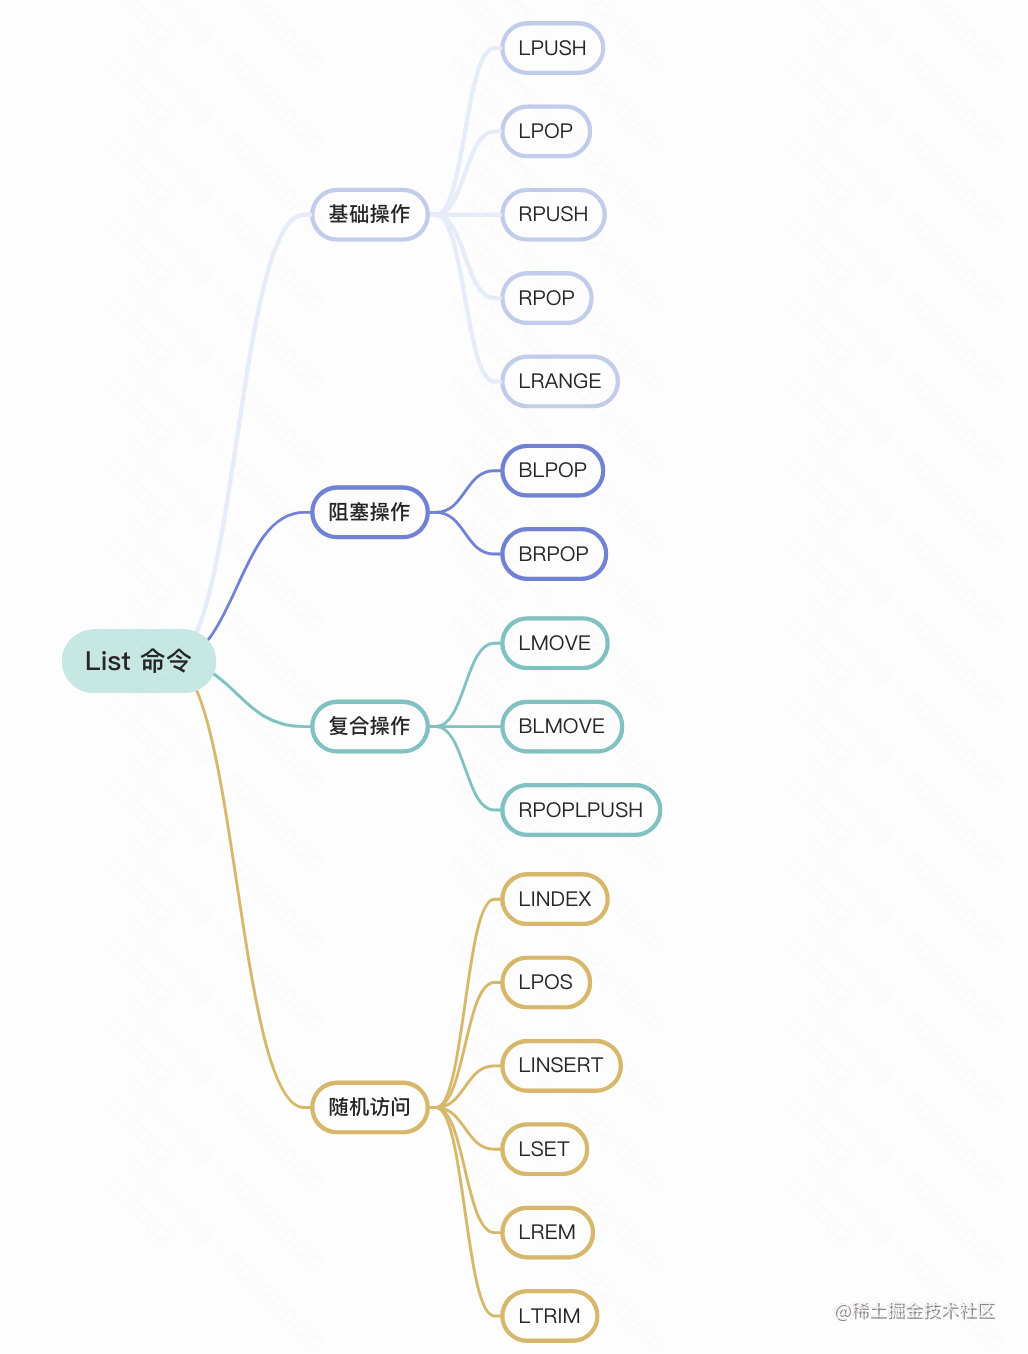 List 命令
基础操作
LPUSH
LPOP
RPUSH
RPOP
LRANGE
阻塞操作
BLPOP
BRPOP
复合操作
LMOVE
BLMOVE
RPOPLPUSH
随机访问
LINDEX
LPOS
LINSERT
LSET
LREM
LTRIM
@稀土掘金技术社区